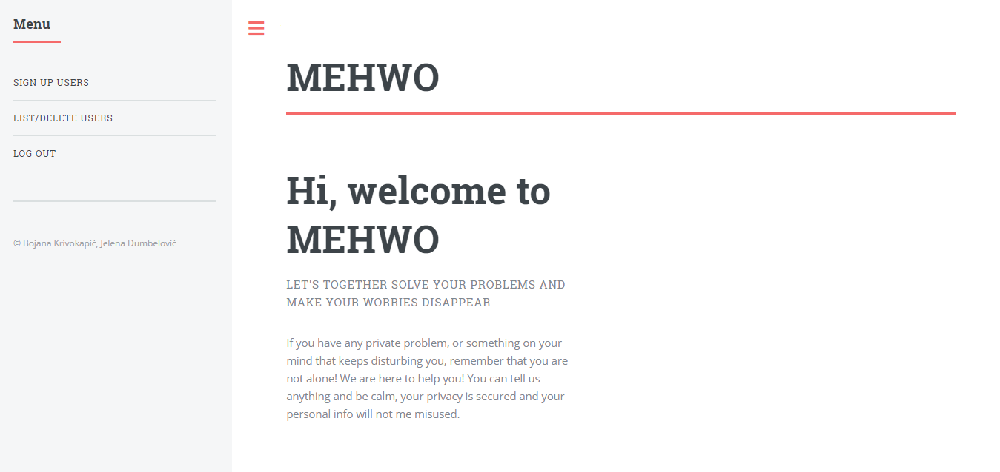 Menu
SIGN UP USERS
LIST/DELETE USERS
LOG OUT
© Bojana Krivokapić, Jelena Dumbelović
MEHWO
Hi, welcome to
MEHWO
LET'S TOGETHER SOLVE YOUR PROBLEMS AND
MAKE YOUR WORRIES DISAPPEAR
If you have any private problem, or something on your
mind that keeps disturbing you, remember that you are
not alone! We are here to help you! You can tell us
anything and be calm, your privacy is secured and your
personal info will not me misused.